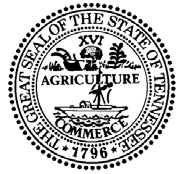 THE GREAT SEAL OF THE STATE OF TENNESSEE
XVI
AGRICULTURE
COMMERCE
1796